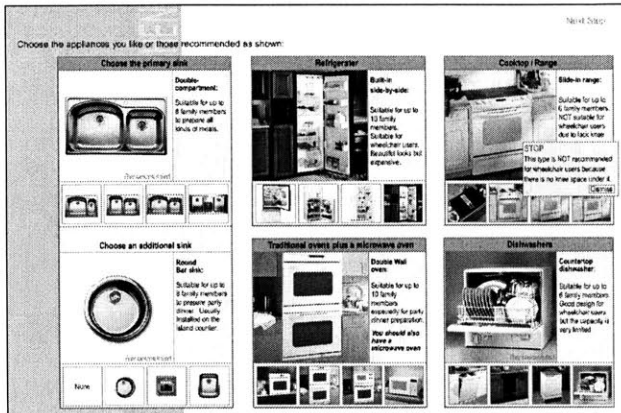 Next Step
Choose the appliances you like or those recommended as shown:
Choose the primary sink
Double-
compartment:
Suitable for up to
8 family members
to prepare all
kinds of meals.
Refrigerator
Built-in
side-by-side:
Suitable for up to
10 family
members.
Suitable for
wheelchair users.
Beautiful looks but
expensive.
Cooktop / Range
Slide-in range:
Suitable for up to
6 family members.
NOT suitable for
wheelchair users
due to lack knee
STOP
This type is NOT recommended
for wheelchair users because
there is no knee space under it.
Dismiss
Choose an additional sink
Round
Bar sink:
Suitable for up to
8 family members
to prepare party
dinner. Usually
installed on the
island counter.
None
Traditional ovens plus a microwave oven
Double Wall
oven:
Suitable for up to
10 family
members
especially for party
dinner preparation.
You should also
have a
microwave oven
Dishwashers
Countertop
dishwasher:
Suitable for up to
6 family members.
Good design for
wheelchair users
but the capacity is
very limited